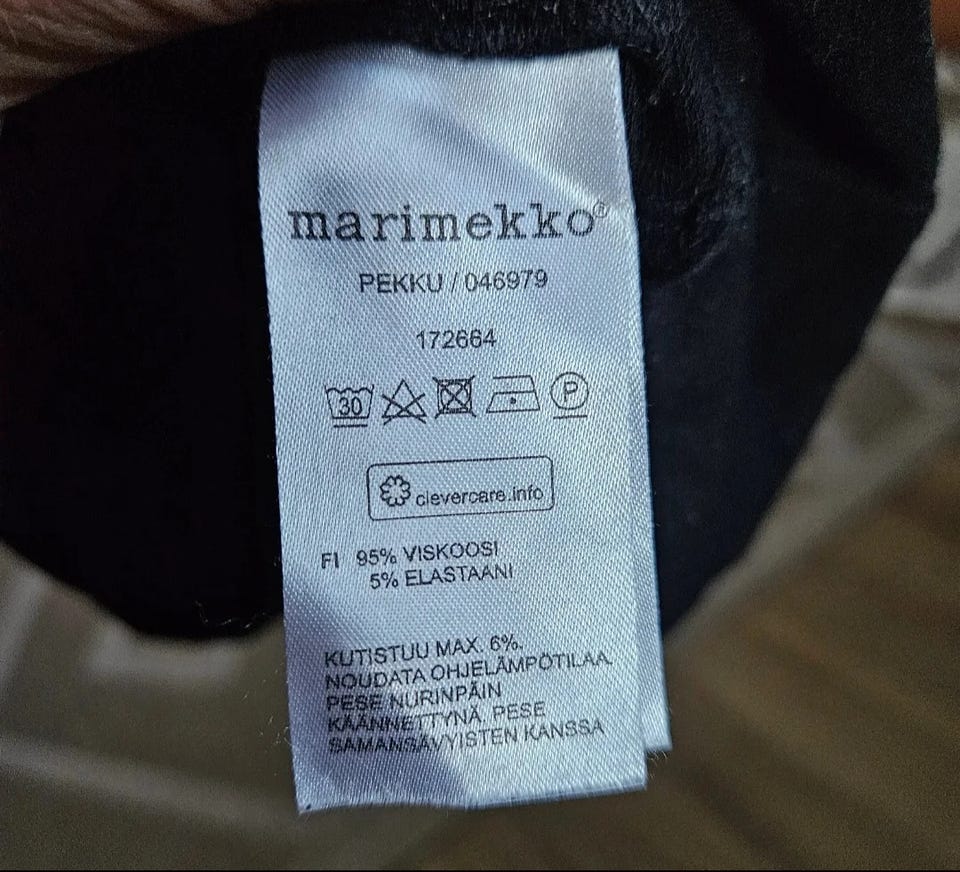 marimekko®
PEKKU / 046979
172664
30 P
clevercare.info
FI 95% VISKOOSI
5% ELASTAANI
KUTISTUU MAX. 6%.
NOUDATA OHJELÄMPÖTILAA.
PESE NURINPÄIN
KÄÄNNETTYNÄ. PESE
SAMANSÄVYISTEN KANSSA